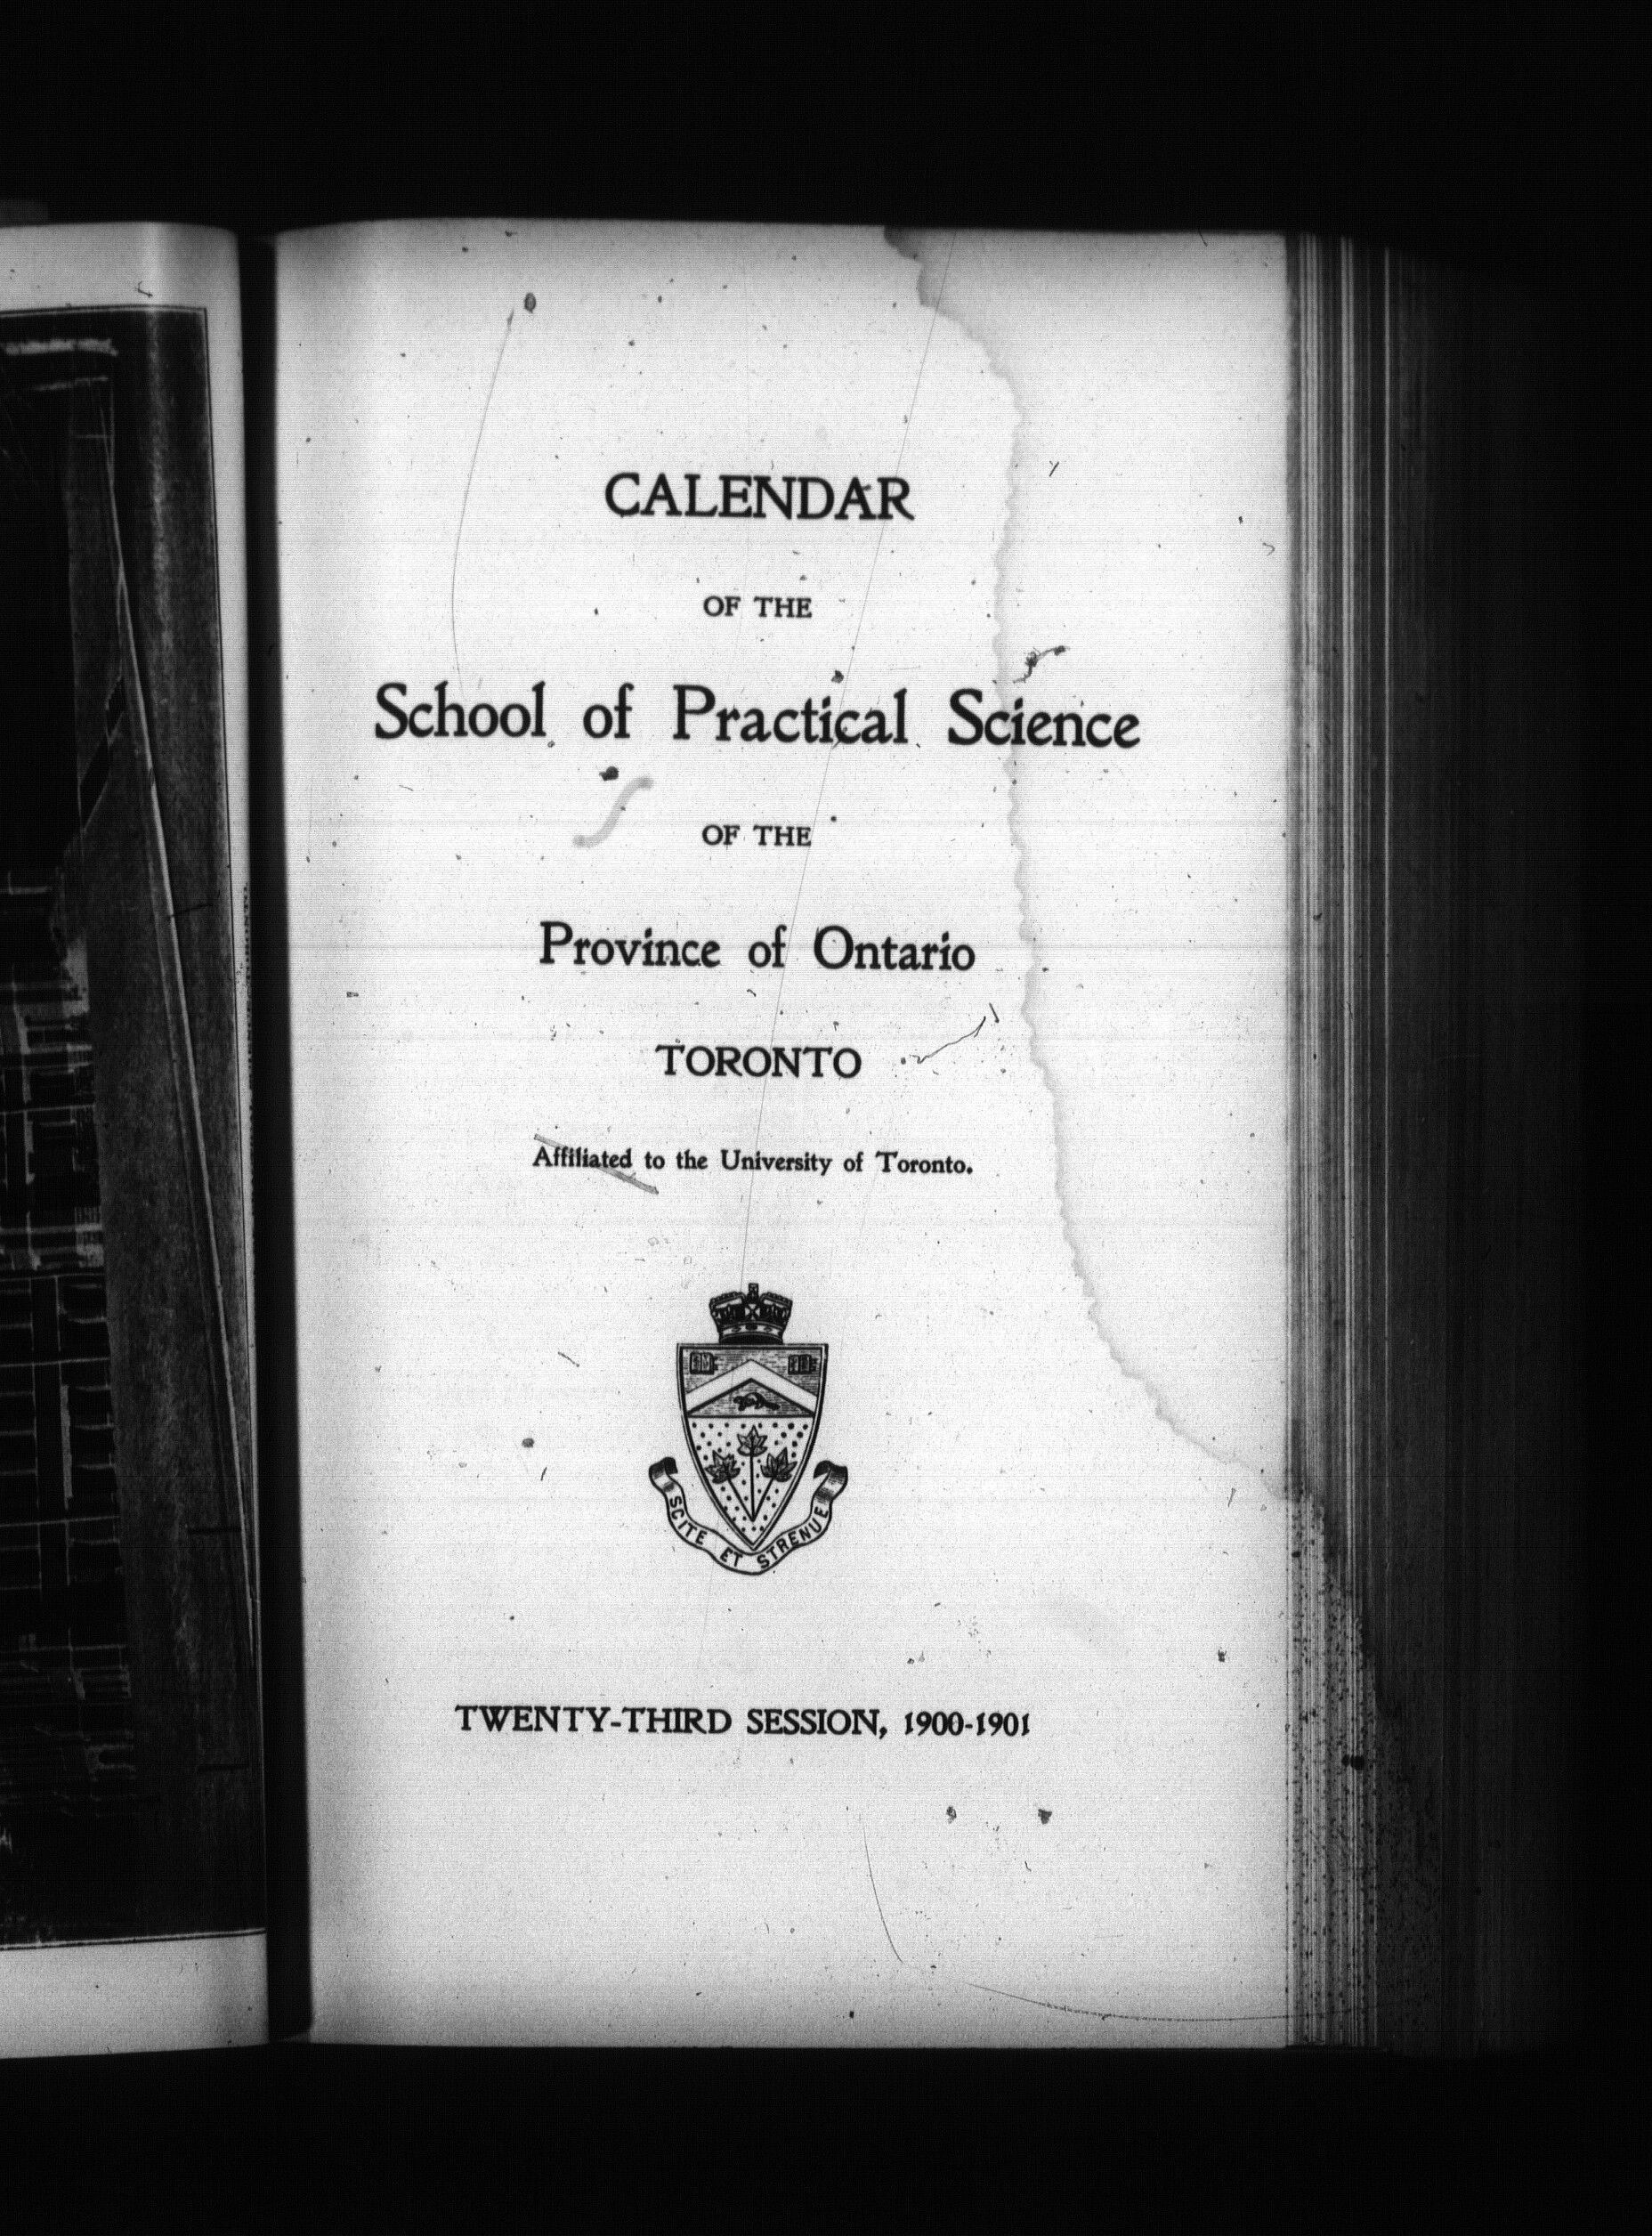 CALENDAR
OF THE
School of Practical Science
OF THE
Province of Ontario
TORONTO
Affiliated to the University of Toronto.
SCITE ET STRENUE
TWENTY-THIRD SESSION, 1900-1901